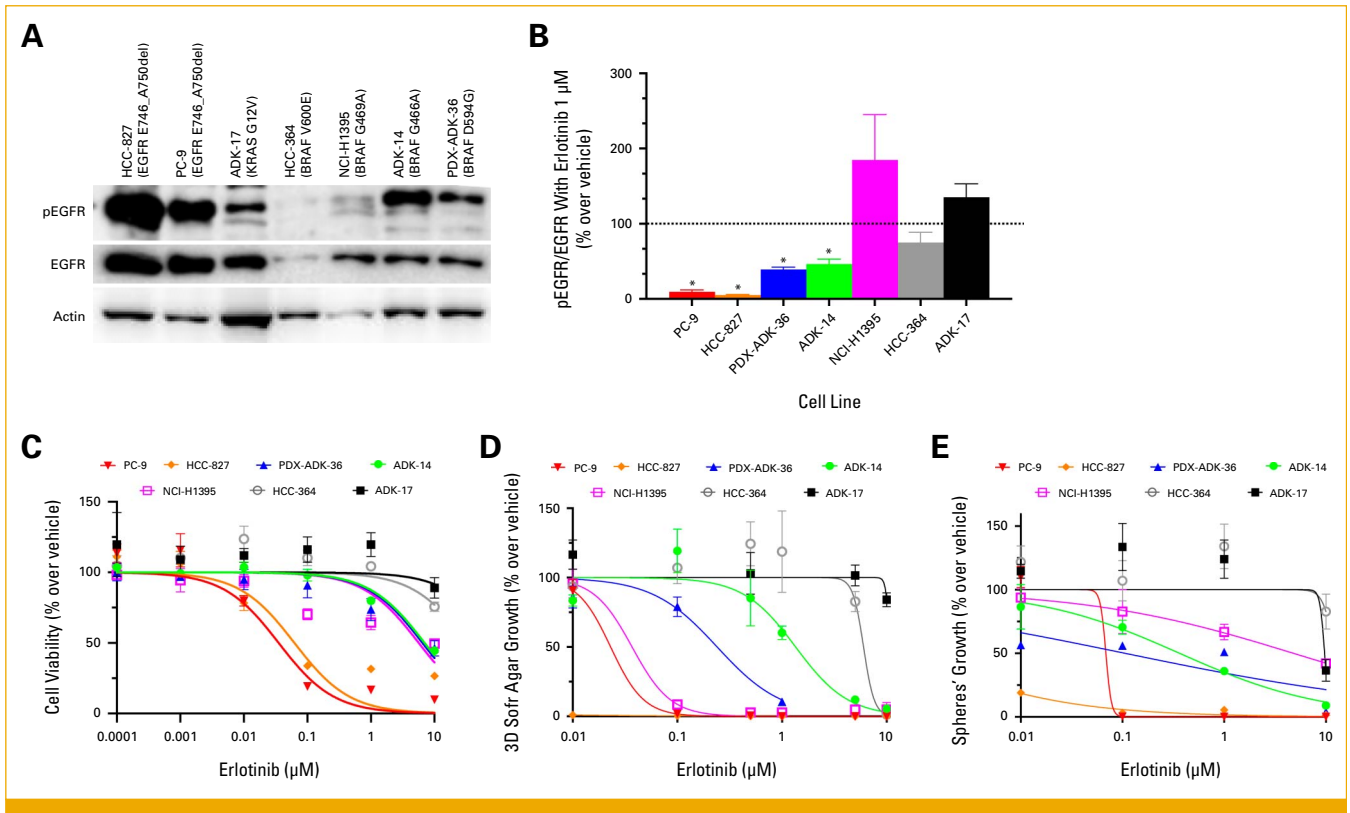 A
HCC-827
(EGFR E746_A750del)
PC-9
(EGFR E746_A750del)
ADK-17
(KRAS G12V)
HCC-364
(BRAF V600E)
NCI-H1395
(BRAF G469A)
ADK-14
(BRAF G466A)
PDX-ADK-36
(BRAF D594G)
pEGFR
EGFR
Actin
B
pEGFR/EGFR With Erlotinib 1 µM
(% over vehicle)
300
200
100
0
* * * *
PC-9 HCC-827 PDX-ADK-36 ADK-14 NCI-H1395 HCC-364 ADK-17
Cell Line
C
PC-9 HCC-827 PDX-ADK-36 ADK-14
NCI-H1395 HCC-364 ADK-17
Cell Viability (% over vehicle)
150
100
50
0
0.0001 0.001 0.01 0.1 1 10
Erlotinib (µM)
D
PC-9 HCC-827 PDX-ADK-36 ADK-14
NCI-H1395 HCC-364 ADK-17
3D Sofr Agar Growth (% over vehicle)
150
100
50
0
0.01 0.1 1 10
Erlotinib (µM)
E
PC-9 HCC-827 PDX-ADK-36 ADK-14
NCI-H1395 HCC-364 ADK-17
Spheres' Growth (% over vehicle)
150
100
50
0
0.01 0.1 1 10
Erlotinib (µM)